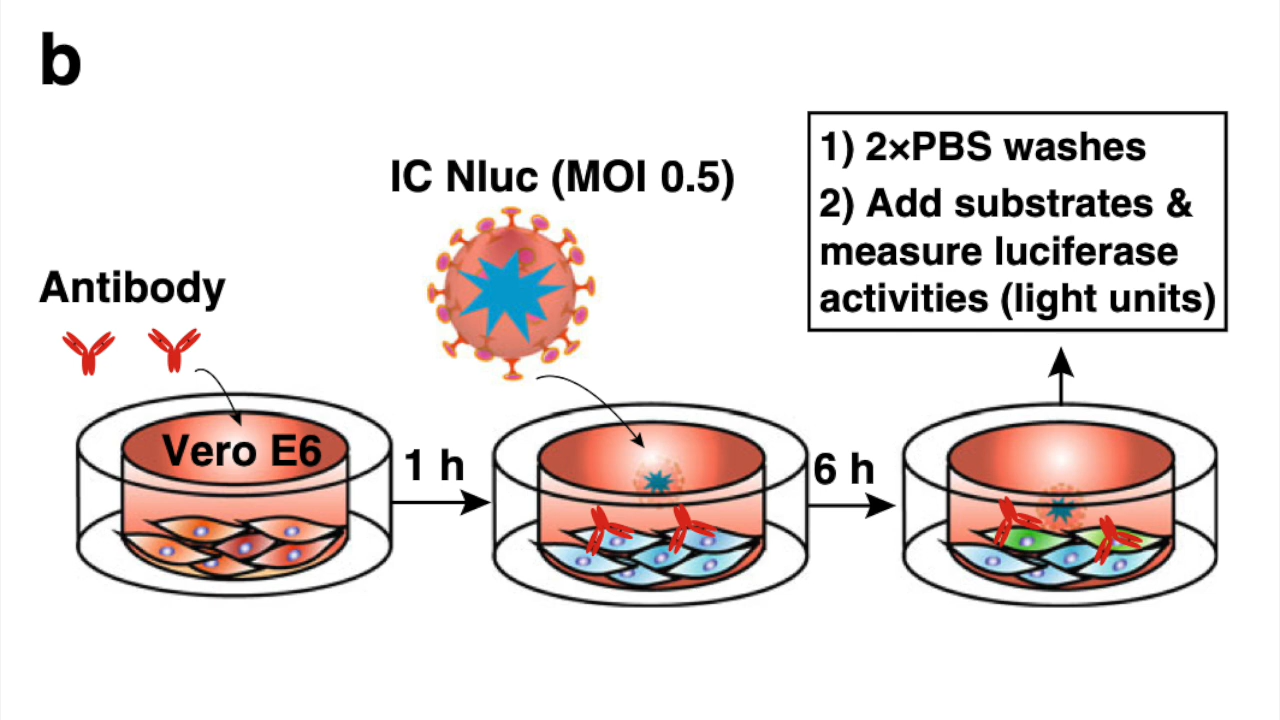 b
IC Nluc (MOI 0.5)
Antibody
Vero E6
1 h
6 h
1) 2×PBS washes
2) Add substrates &
measure luciferase
activities (light units)